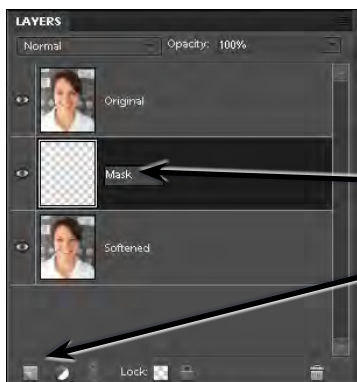 LAYERS
Normal Opacity: 100%
Original
Mask
Softened
Lock: